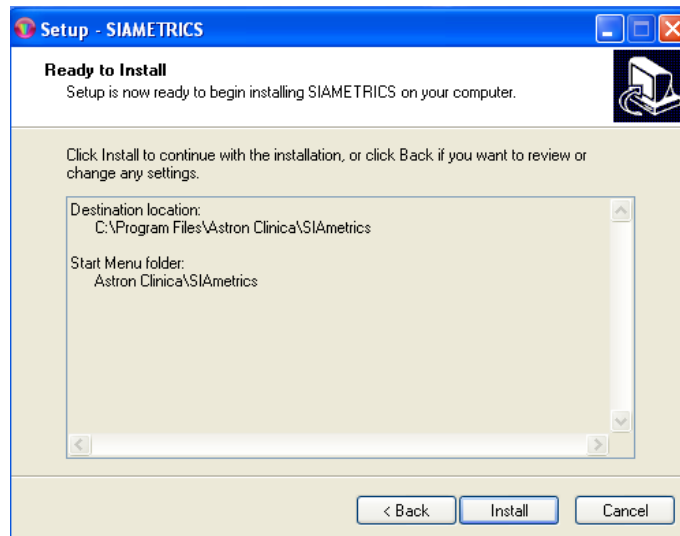 Setup - SIAMETRICS
Ready to Install
Setup is now ready to begin installing SIAMETRICS on your computer.
Click Install to continue with the installation, or click Back if you want to review or
change any settings.
Destination location:
C:\Program Files\Astron Clinica\SIAmetrics
Start Menu folder:
Astron Clinica\SIAmetrics
< Back
Install
Cancel